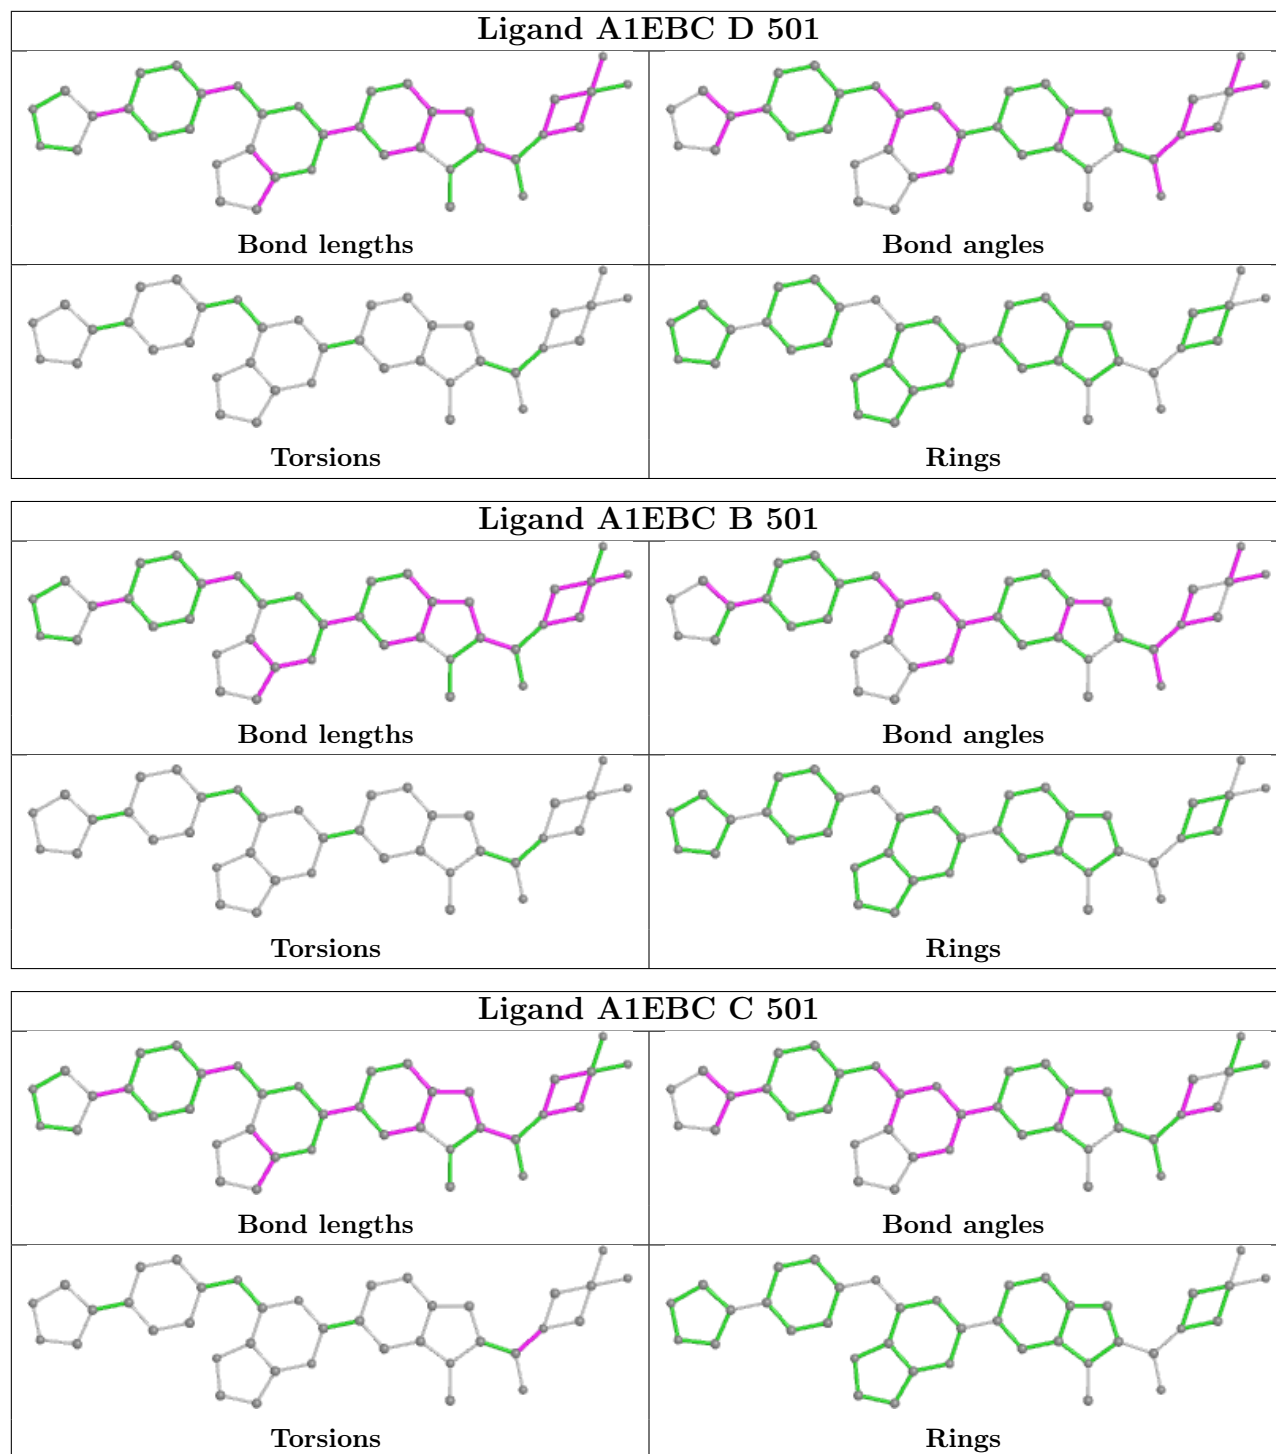 Ligand A1EBC D 501
Bond lengths
Bond angles
Torsions
Rings
Ligand A1EBC B 501
Bond lengths
Bond angles
Torsions
Rings
Ligand A1EBC C 501
Bond lengths
Bond angles
Torsions
Rings